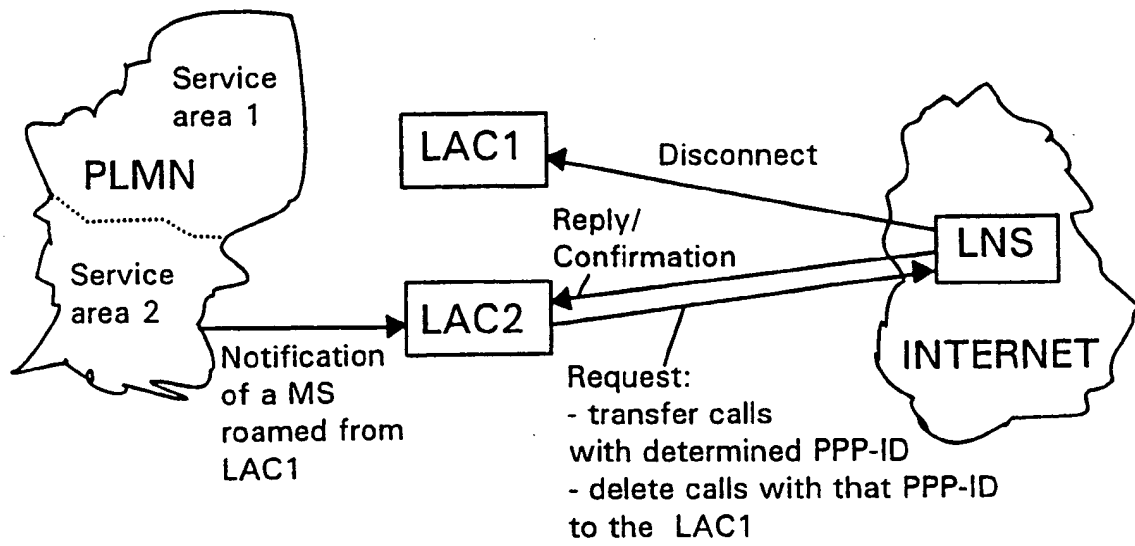 Service
area 1
PLMN
Service
area 2
LAC1
Disconnect
Reply/
Confirmation
LNS
LAC2
INTERNET
Notification
of a MS
roamed from
LAC1
Request:
- transfer calls
with determined PPP-ID
- delete calls with that PPP-ID
to the LAC1